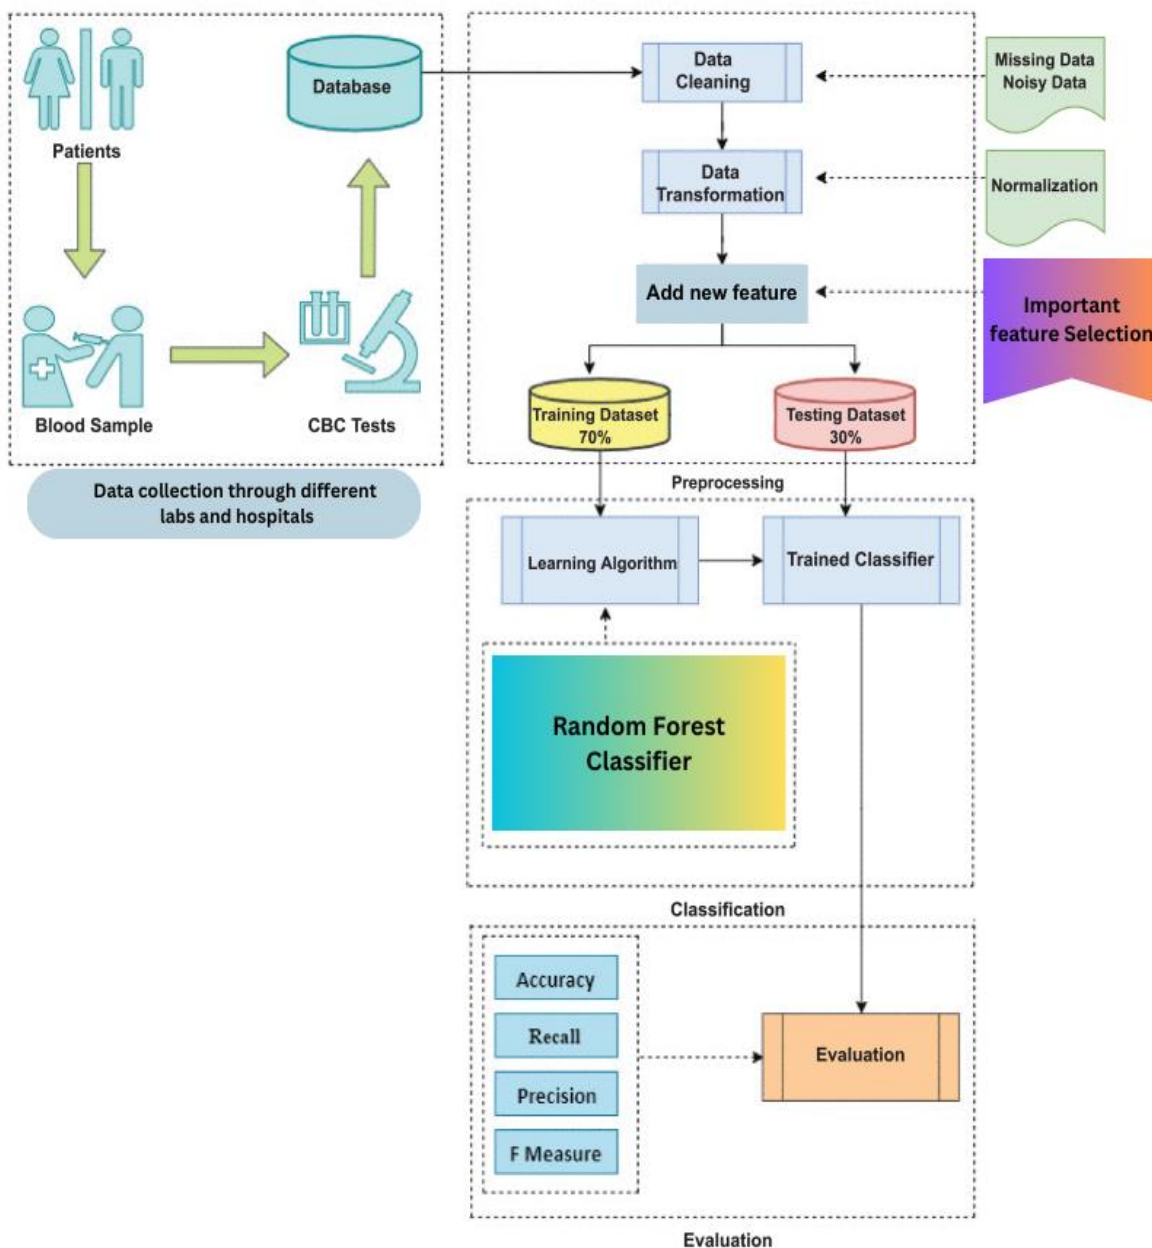 Patients
Database
Blood Sample
CBC Tests
Data collection through different
labs and hospitals
Data
Cleaning
Missing Data
Noisy Data
Data
Transformation
Normalization
Add new feature
Important
feature Selection
Training Dataset
70%
Testing Dataset
30%
Preprocessing
Learning Algorithm
Trained Classifier
Random Forest
Classifier
Classification
Accuracy
Recall
Precision
F Measure
Evaluation
Evaluation